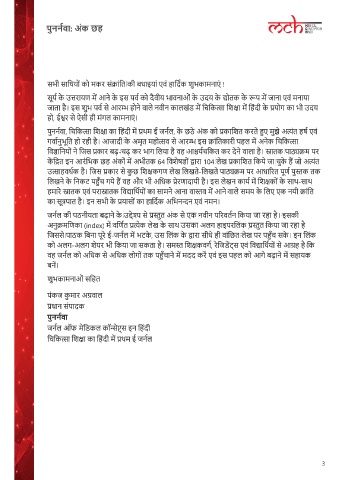 पुनर्नवा: अंक छह
mch
सभी साथियों को मकर संक्रांति की बधाइयां एवं हार्दिक शुभकामनाएं !
सूर्य के उत्तरायण में आने के इस पर्व को दैवीय भावनाओं के उदय के द्योतक के रूप में जाना एवं मनाया
जाता है। इस शुभ पर्व से आरम्भ होने वाले नवीन कालखंड में चिकित्सा शिक्षा में हिंदी के प्रयोग का भी उदय
हो, ईश्वर से ऐसी ही मंगल कामनाएं।
पुनर्नवा, चिकित्सा शिक्षा का हिंदी में प्रथम ई जर्नल, के छठे अंक को प्रकाशित करते हुए मुझे अत्यंत हर्ष एवं
गर्वानुभूति हो रही है। आजादी के अमृत महोत्सव से आरम्भ इस क्रांतिकारी पहल में अनेक चिकित्सा
विज्ञानियों ने जिस प्रकार बढ़-चढ़ कर भाग लिया है वह आश्चर्यचकित कर देने वाला है। स्नातक पाठ्यक्रम पर
केंद्रित इन आरंभिक छह अंकों में अभीतक 64 विशेषज्ञों द्वारा 104 लेख प्रकाशित किये जा चुके हैं जो अत्यंत
उत्साहवर्धक है। जिस प्रकार से कुछ शिक्षकगण लेख लिखते-लिखते पाठ्यक्रम पर आधारित पूर्ण पुस्तक तक
लिखने के निकट पहुँच गये हैं वह और भी अधिक प्रेरणादायी है। इस लेखन कार्य में शिक्षकों के साथ-साथ
हमारे स्नातक एवं परास्नातक विद्यार्थियों का सामने आना वास्तव में आने वाले समय के लिए एक नयी क्रांति
का सूत्रपात है। इन सभी के प्रयासों का हार्दिक अभिनन्दन एवं नमन।
जर्नल की पठनीयता बढ़ाने के उद्देश्य से प्रस्तुत अंक से एक नवीन परिवर्तन किया जा रहा है। इसकी
अनुक्रमणिका (index) में वर्णित प्रत्येक लेख के साथ उसका अलग हाइपरलिंक प्रस्तुत किया जा रहा है
जिससे पाठक बिना पूरे ई-जर्नल में भटके, उस लिंक के द्वारा सीधे ही वांछित लेख पर पहुँच सके। इन लिंक
को अलग-अलग शेयर भी किया जा सकता है। समस्त शिक्षकवर्ग, रेजिडेंट्स एवं विद्यार्थियों से आग्रह है कि
वह जर्नल को अधिक से अधिक लोगों तक पहुँचाने में मदद करें एवं इस पहल को आगे बढ़ाने में सहायक
बनें।
शुभकामनाओं सहित
पंकज कुमार अग्रवाल
प्रधान संपादक
पुनर्नवा
जर्नल ऑफ मेडिकल कॉन्सेप्ट्स इन हिंदी
चिकित्सा शिक्षा का हिंदी में प्रथम ई जर्नल
3